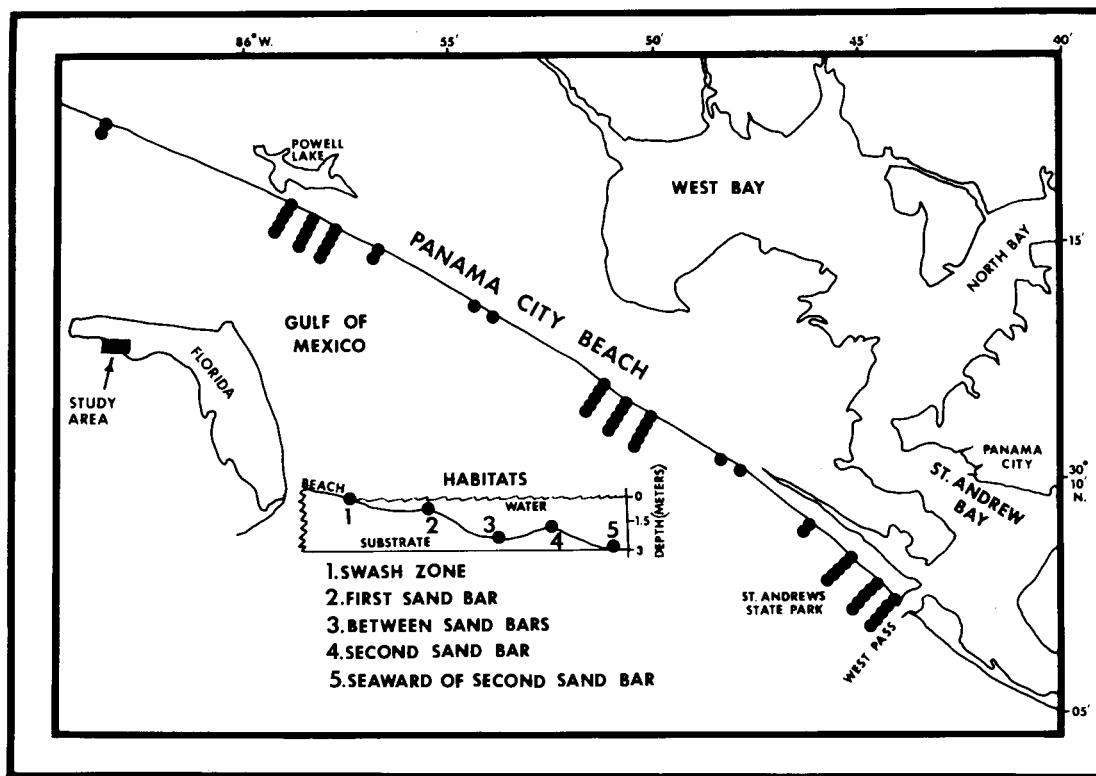 86° W.
55'
50'
45'
40'
POWELL
LAKE
WEST BAY
NORTH BAY
15'
PANAMA CITY BEACH
GULF OF
MEXICO
FLORIDA
STUDY
AREA
PANAMA
CITY
ST. ANDREW
BAY
30°
10'
N.
HABITATS
BEACH
WATER
SUBSTRATE
1
2
3
4
5
0
1.5
3
DEPTH (METERS)
1. SWASH ZONE
2. FIRST SAND BAR
3. BETWEEN SAND BARS
4. SECOND SAND BAR
5. SEAWARD OF SECOND SAND BAR
ST. ANDREWS
STATE PARK
WEST PASS
05'